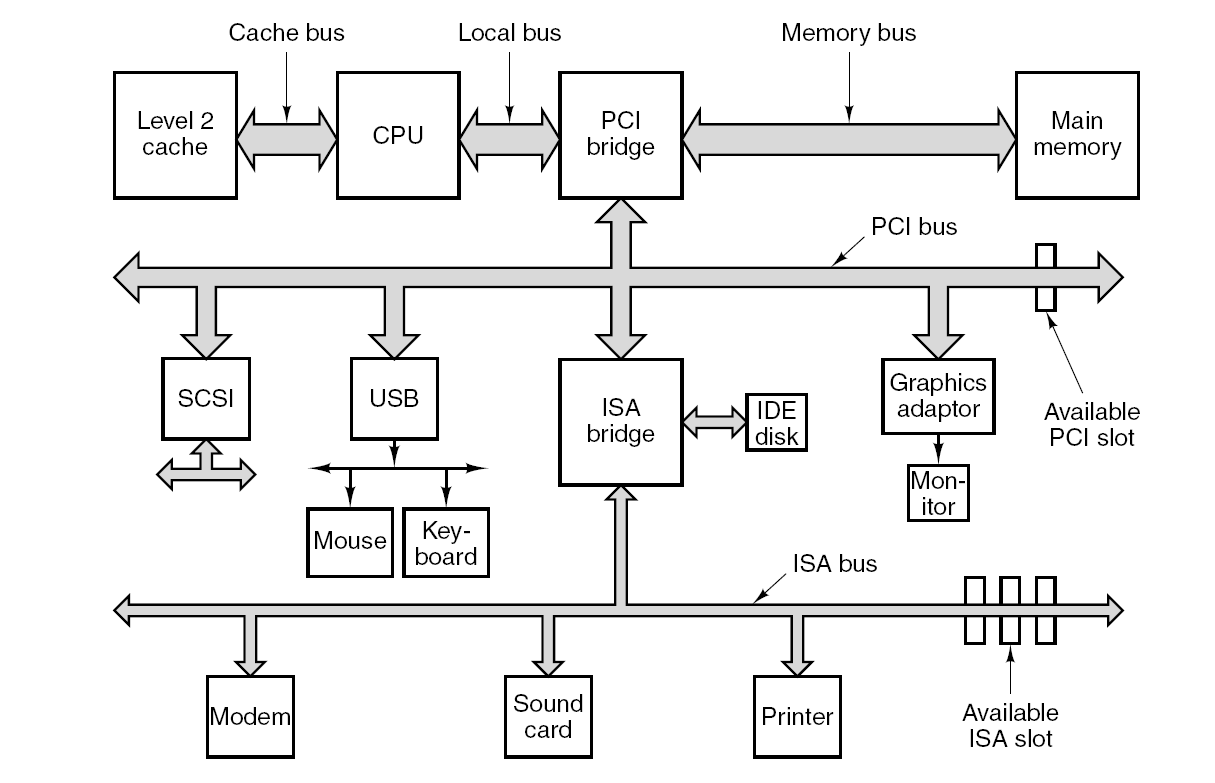 Cache bus
Local bus
Memory bus
Level 2
cache
CPU
PCI
bridge
Main
memory
PCI bus
SCSI
USB
ISA
bridge
IDE
disk
Graphics
adaptor
Available
PCI slot
Mon-
itor
Mouse
Key-
board
ISA bus
Modem
Sound
card
Printer
Available
ISA slot